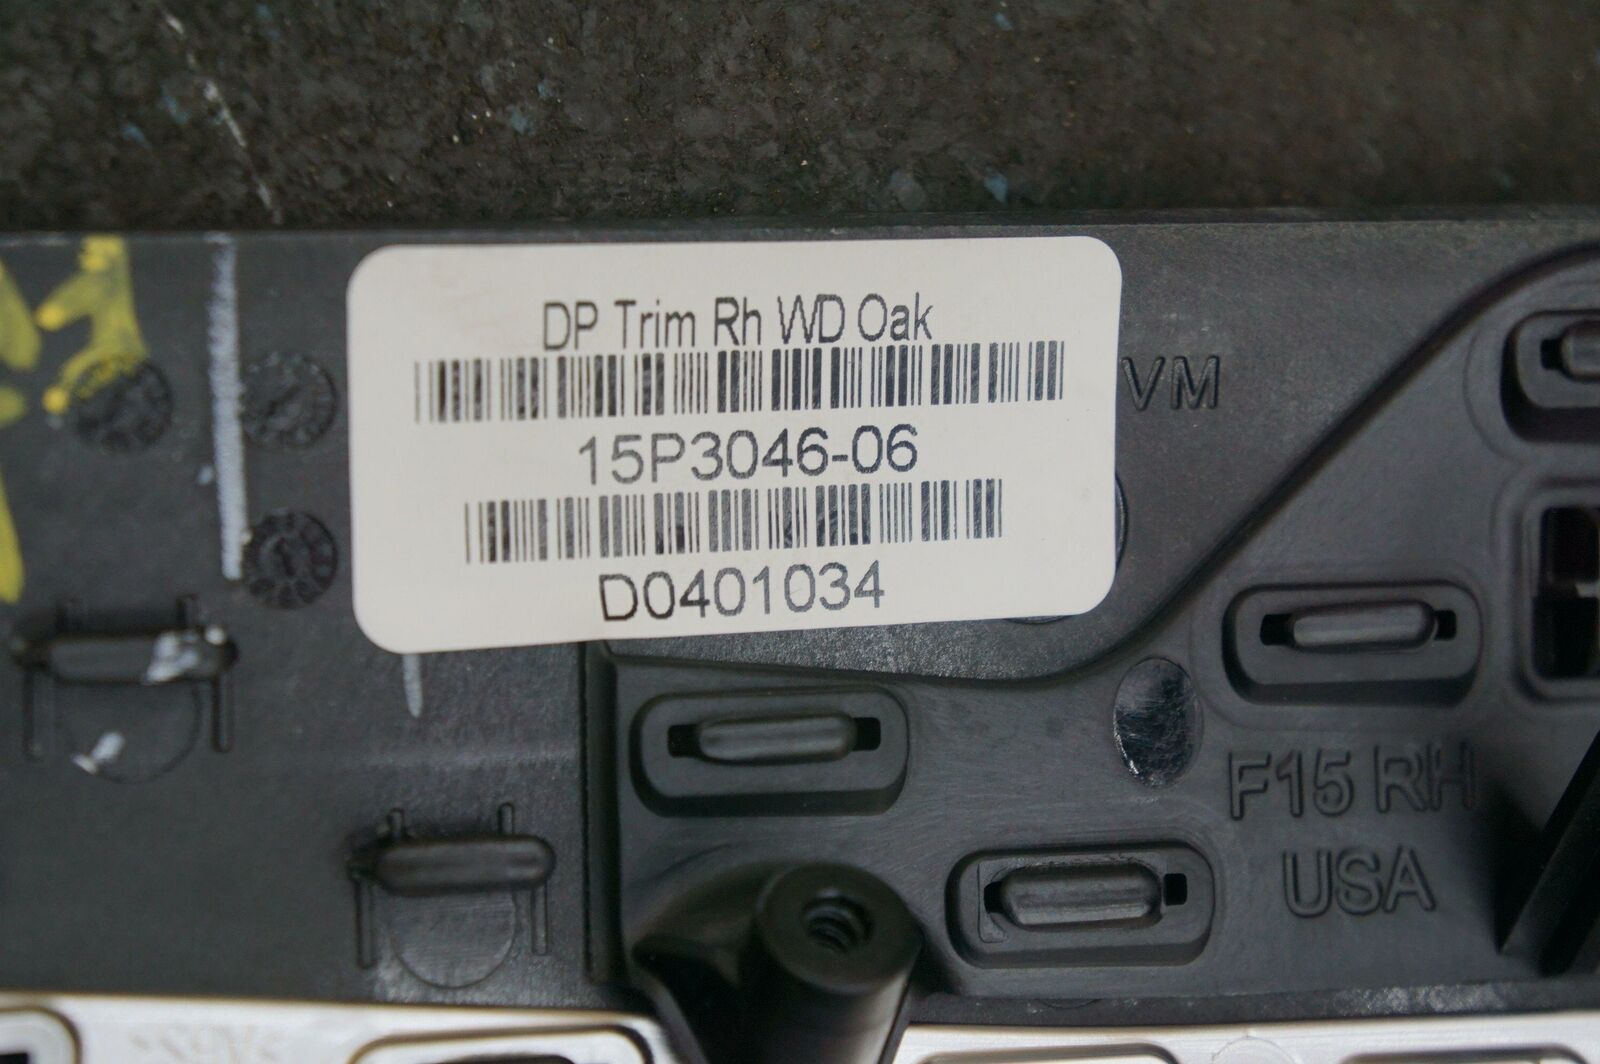 DP Trim Rh WD Oak
15P3046-06
D0401034
VM
F15 RH
USA